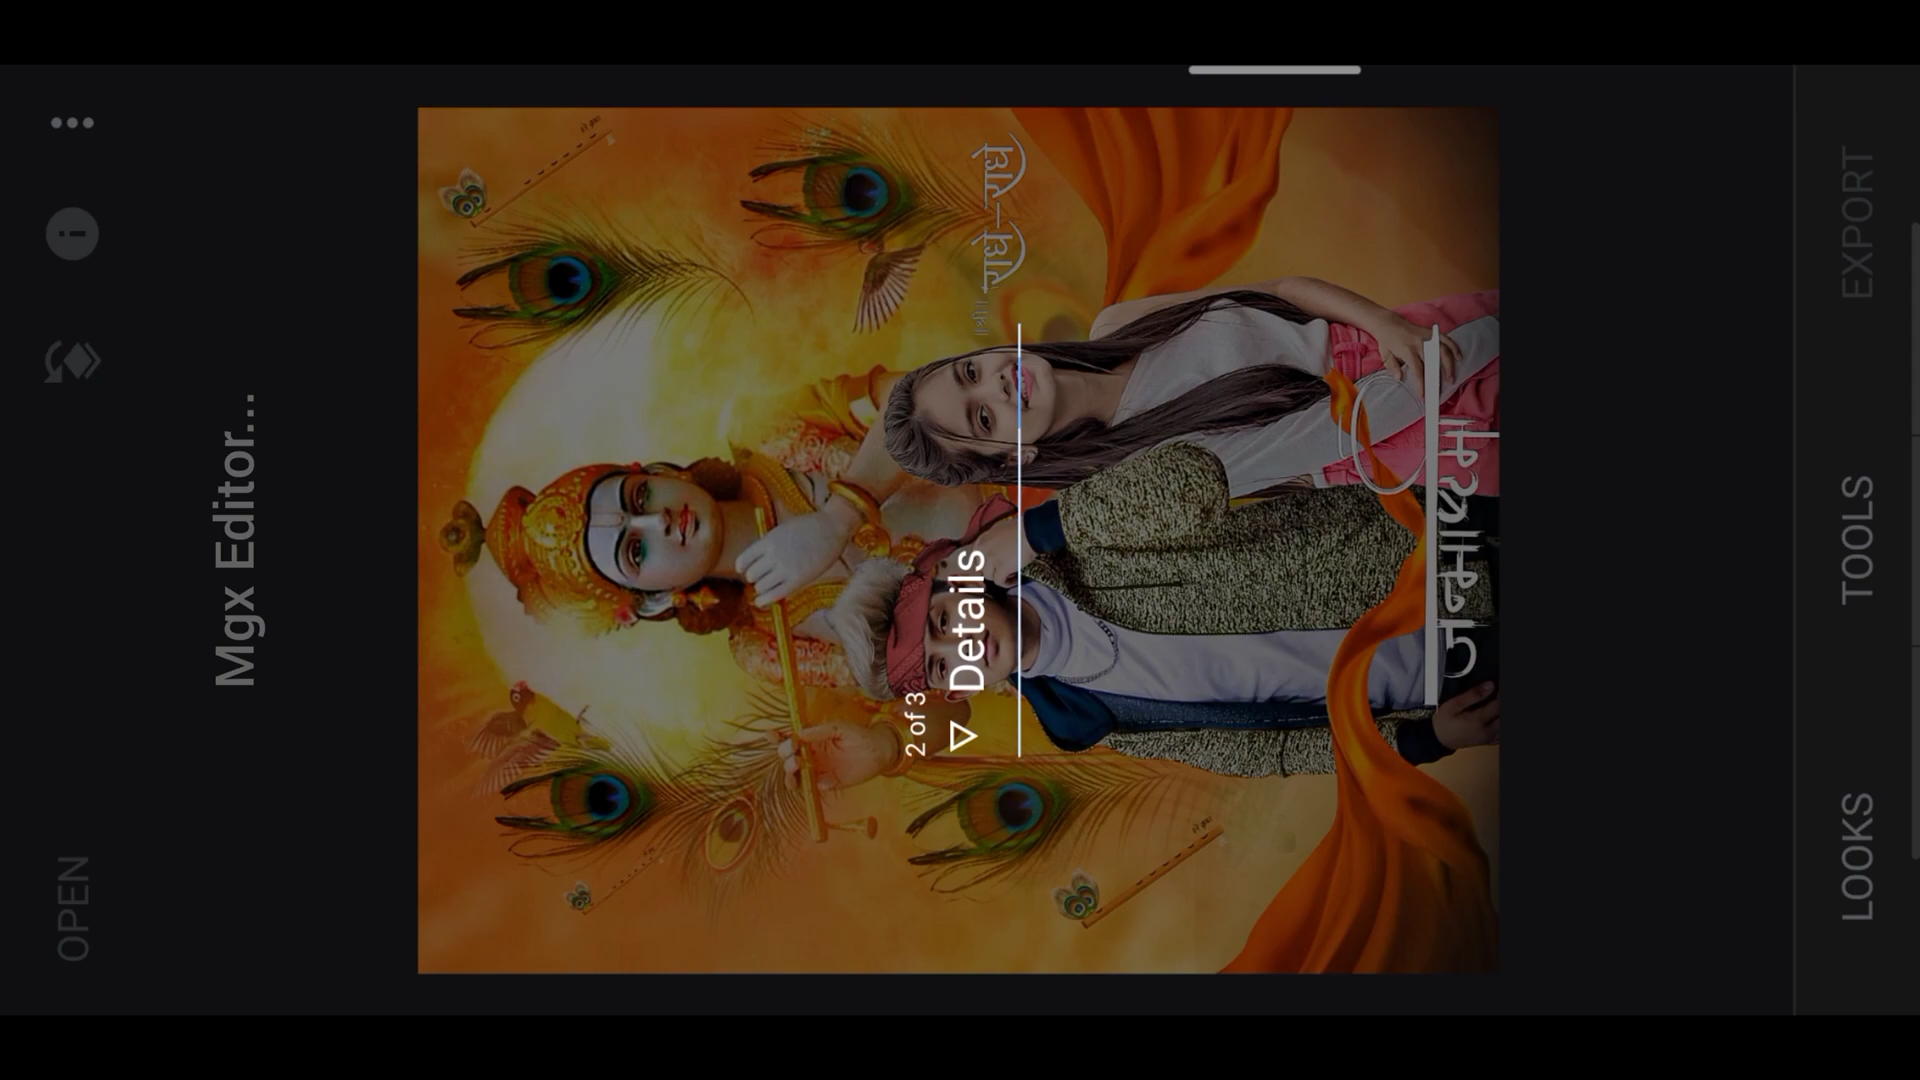 OPEN
Mgx Editor...
राधे–राधे
2 of 3
Details
जन्माष्टमी
LOOKS
TOOLS
EXPORT